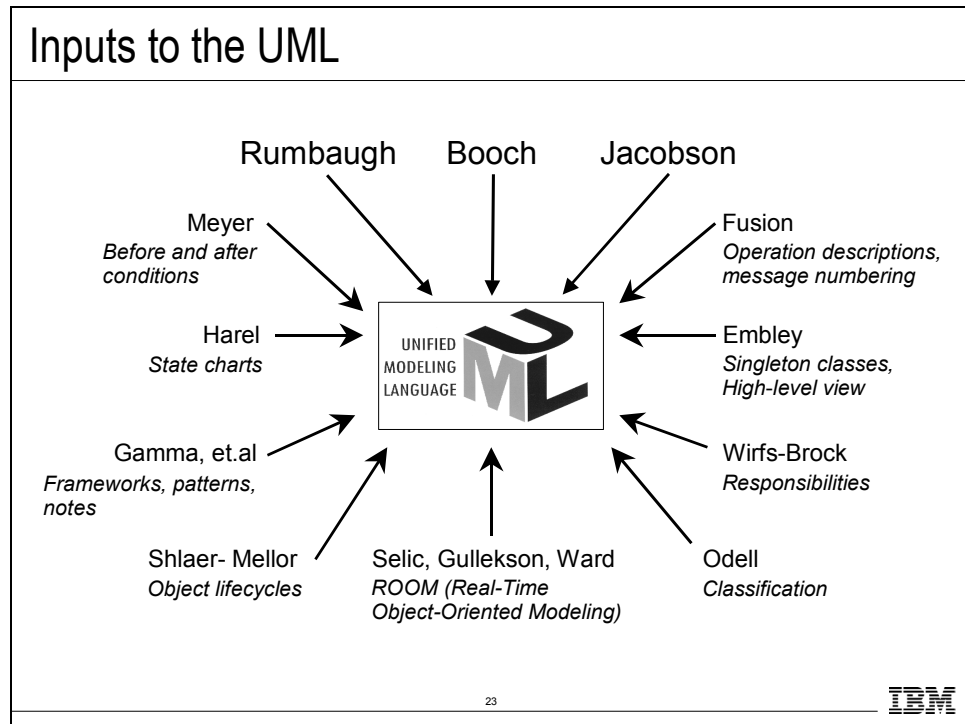 Inputs to the UML
Rumbaugh
Booch
Jacobson
Meyer
Before and after
conditions
Fusion
Operation descriptions,
message numbering
Harel
State charts
UNIFIED
MODELING
LANGUAGE
UML
Embley
Singleton classes,
High-level view
Gamma, et.al
Frameworks, patterns,
notes
Wirfs-Brock
Responsibilities
Shlaer- Mellor
Object lifecycles
Selic, Gullekson, Ward
ROOM (Real-Time
Object-Oriented Modeling)
Odell
Classification
23
IBM